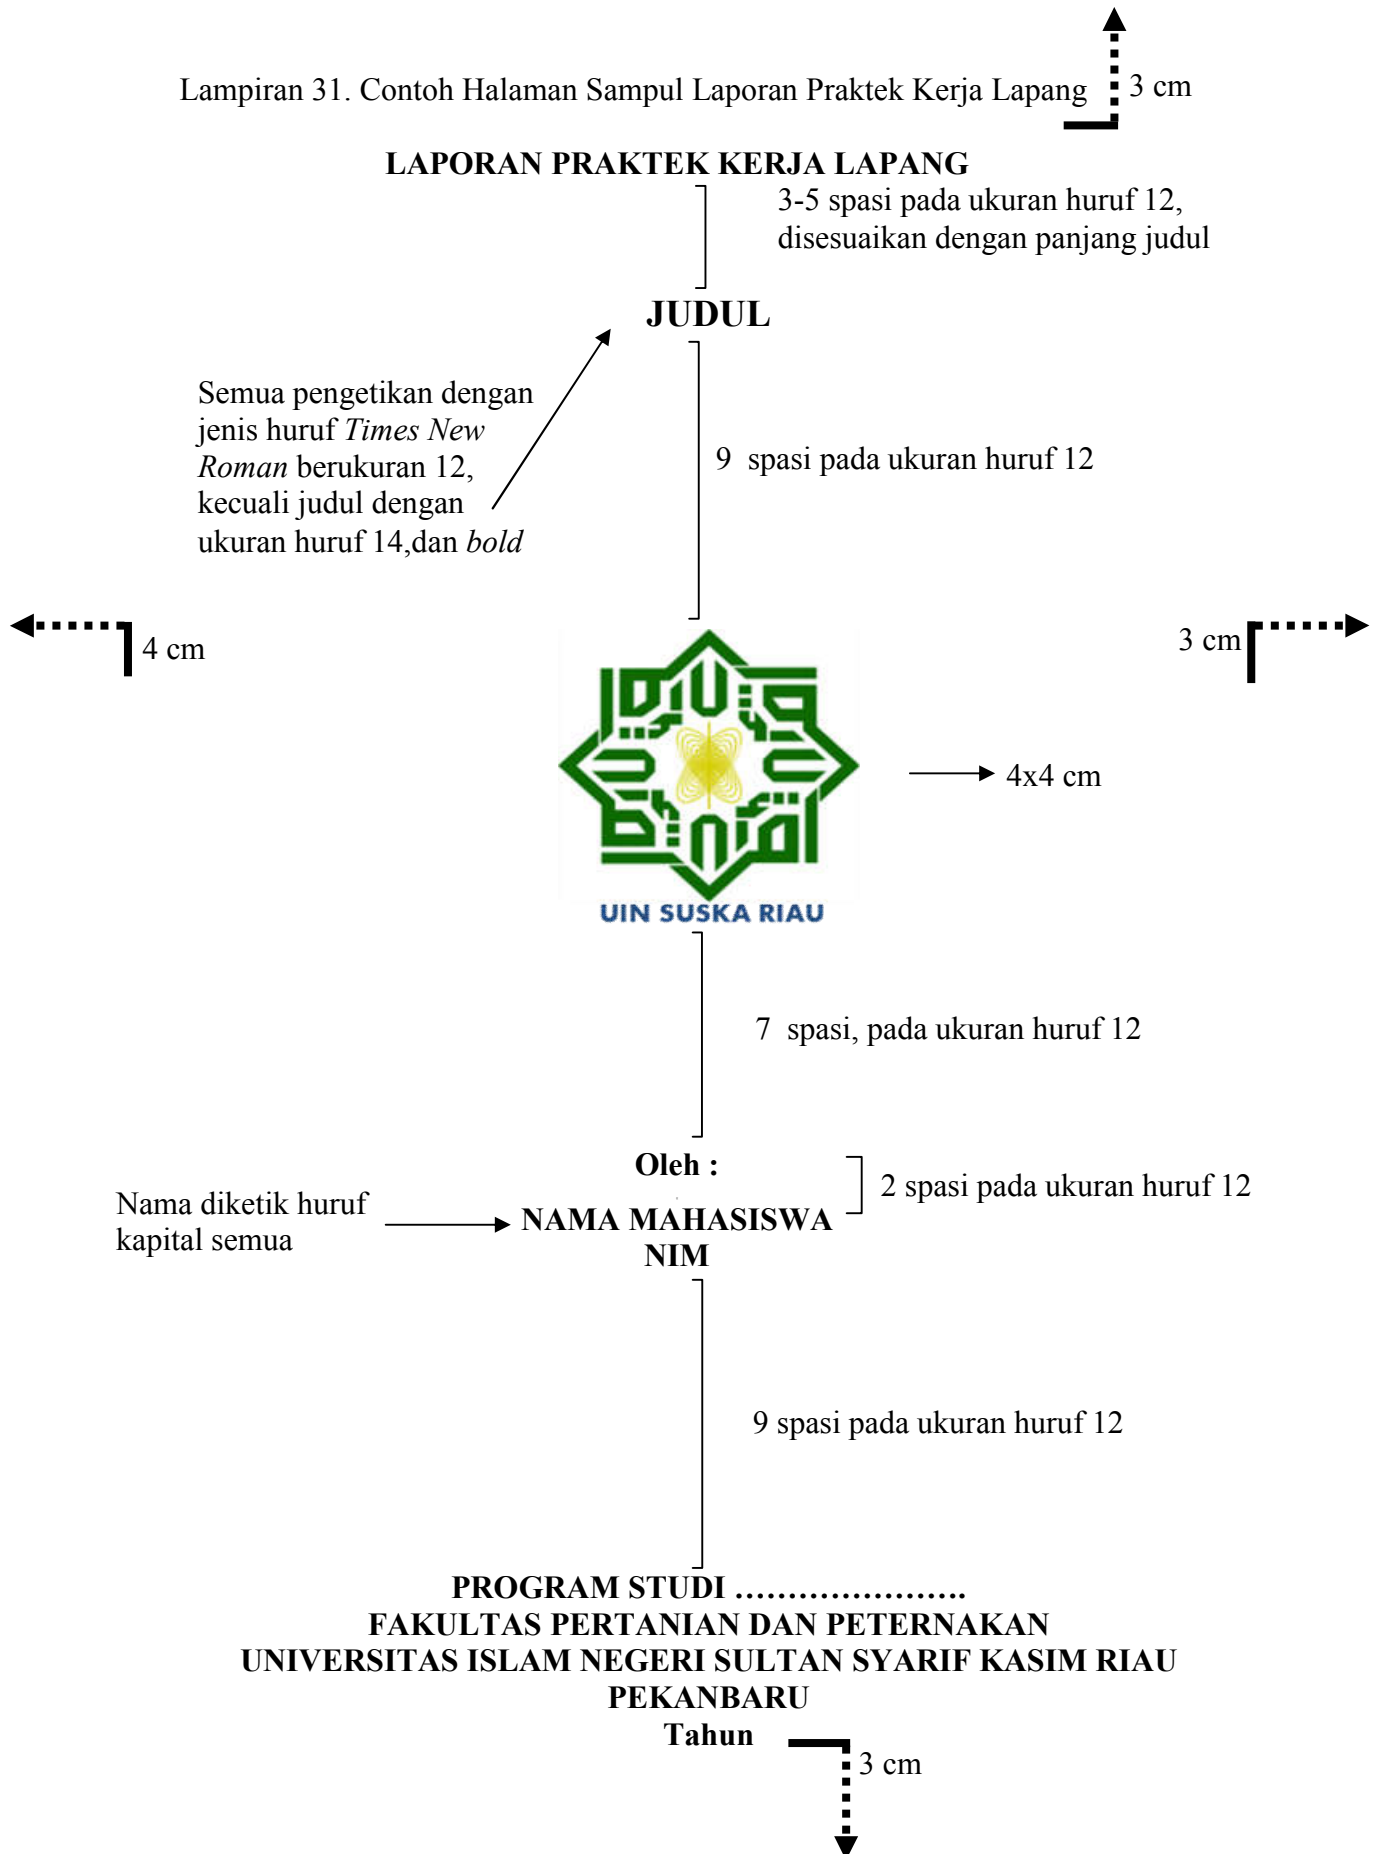 Lampiran 31. Contoh Halaman Sampul Laporan Praktek Kerja Lapang
3 cm
LAPORAN PRAKTEK KERJA LAPANG
3-5 spasi pada ukuran huruf 12,
disesuaikan dengan panjang judul
JUDUL
Semua pengetikan dengan
jenis huruf Times New
Roman berukuran 12,
kecuali judul dengan
ukuran huruf 14,dan bold
9 spasi pada ukuran huruf 12
4 cm
3 cm
4x4 cm
UIN SUSKA RIAU
7 spasi, pada ukuran huruf 12
Oleh :
2 spasi pada ukuran huruf 12
Nama diketik huruf
kapital semua
NAMA MAHASISWA
NIM
9 spasi pada ukuran huruf 12
PROGRAM STUDI ………………….
FAKULTAS PERTANIAN DAN PETERNAKAN
UNIVERSITAS ISLAM NEGERI SULTAN SYARIF KASIM RIAU
PEKANBARU
Tahun
3 cm